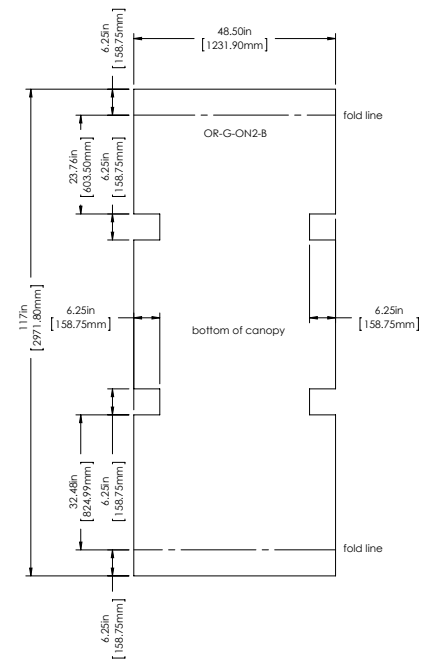 6.25in
[158.75mm]
48.50in
[1231.90mm]
fold line
OR-G-ON2-B
23.76in
[603.50mm]
6.25in
[158.75mm]
117in
[2971.80mm]
6.25in
[158.75mm]
bottom of canopy
6.25in
[158.75mm]
32.48in
[824.99mm]
6.25in
[158.75mm]
fold line
6.25in
[158.75mm]